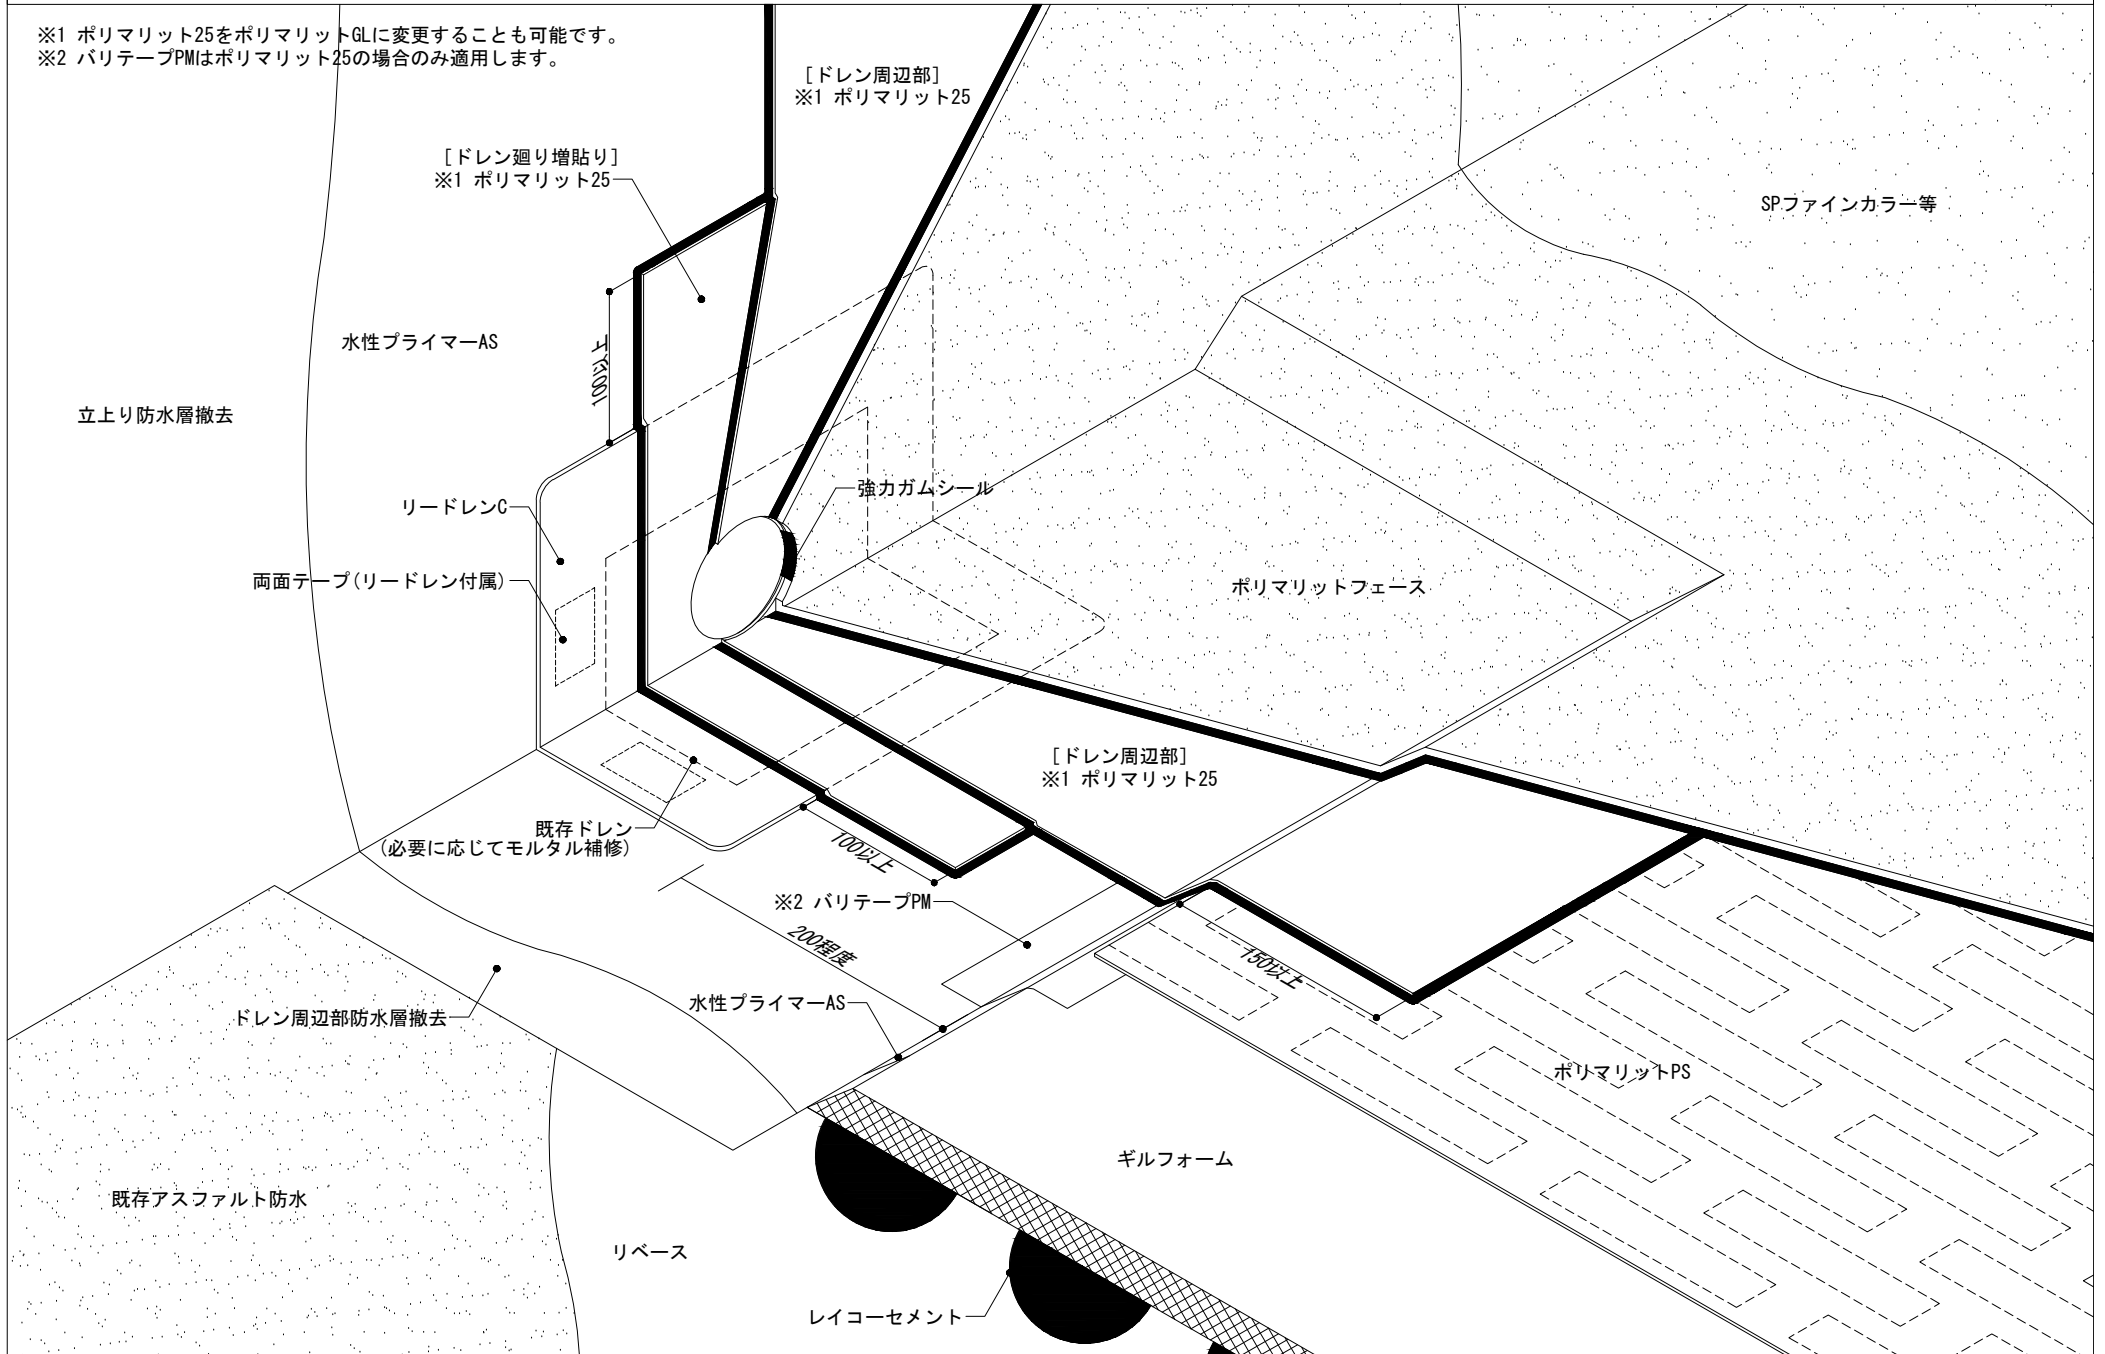 ※1 ポリマリット25をポリマリットGLに変更することも可能です。
※2 バリテープPMはポリマリット25の場合のみ適用します。
[ドレン周辺部]
※1 ポリマリット25
[ドレン廻り増貼り]
※1 ポリマリット25
SPファインカラー等
水性プライマーAS
100以上
立上り防水層撤去
強力ガムシール
リードレンC
両面テープ(リードレン付属)
ポリマリットフェース
[ドレン周辺部]
※1 ポリマリット25
既存ドレン
(必要に応じてモルタル補修)
100以上
※2 バリテープPM
200程度
150以上
水性プライマーAS
ドレン周辺部防水層撤去
ポリマリットPS
ギルフォーム
既存アスファルト防水
リベース
レイコーセメント